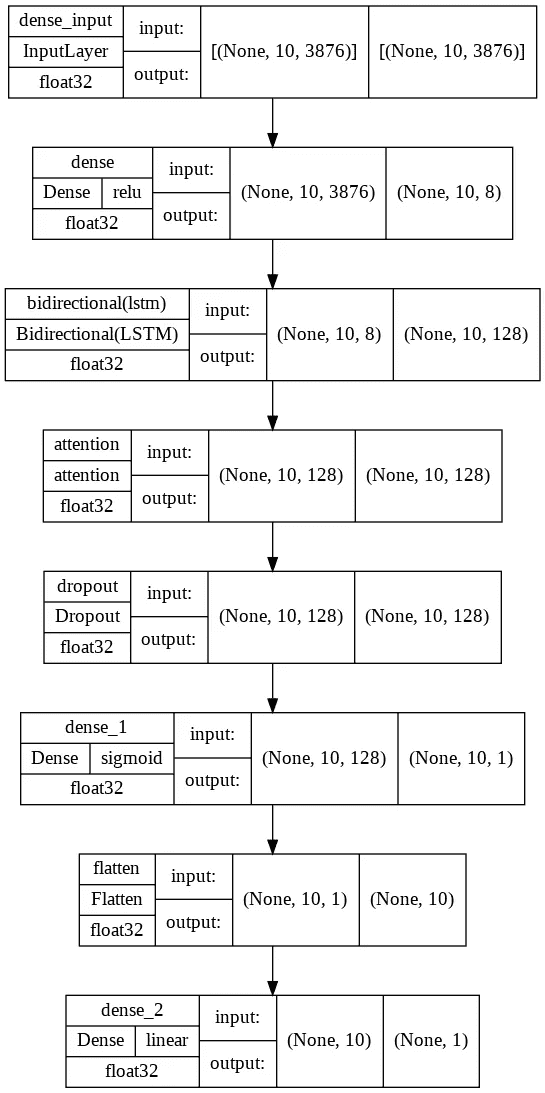 dense_input
InputLayer
float32
input:
output:
[(None, 10, 3876)]
[(None, 10, 3876)]
dense
Dense relu
float32
input:
output:
(None, 10, 3876)
(None, 10, 8)
bidirectional(lstm)
Bidirectional(LSTM)
float32
input:
output:
(None, 10, 8)
(None, 10, 128)
attention
attention
float32
input:
output:
(None, 10, 128)
(None, 10, 128)
dropout
Dropout
float32
input:
output:
(None, 10, 128)
(None, 10, 128)
dense_1
Dense sigmoid
float32
input:
output:
(None, 10, 128)
(None, 10, 1)
flatten
Flatten
float32
input:
output:
(None, 10, 1)
(None, 10)
dense_2
Dense linear
float32
input:
output:
(None, 10)
(None, 1)